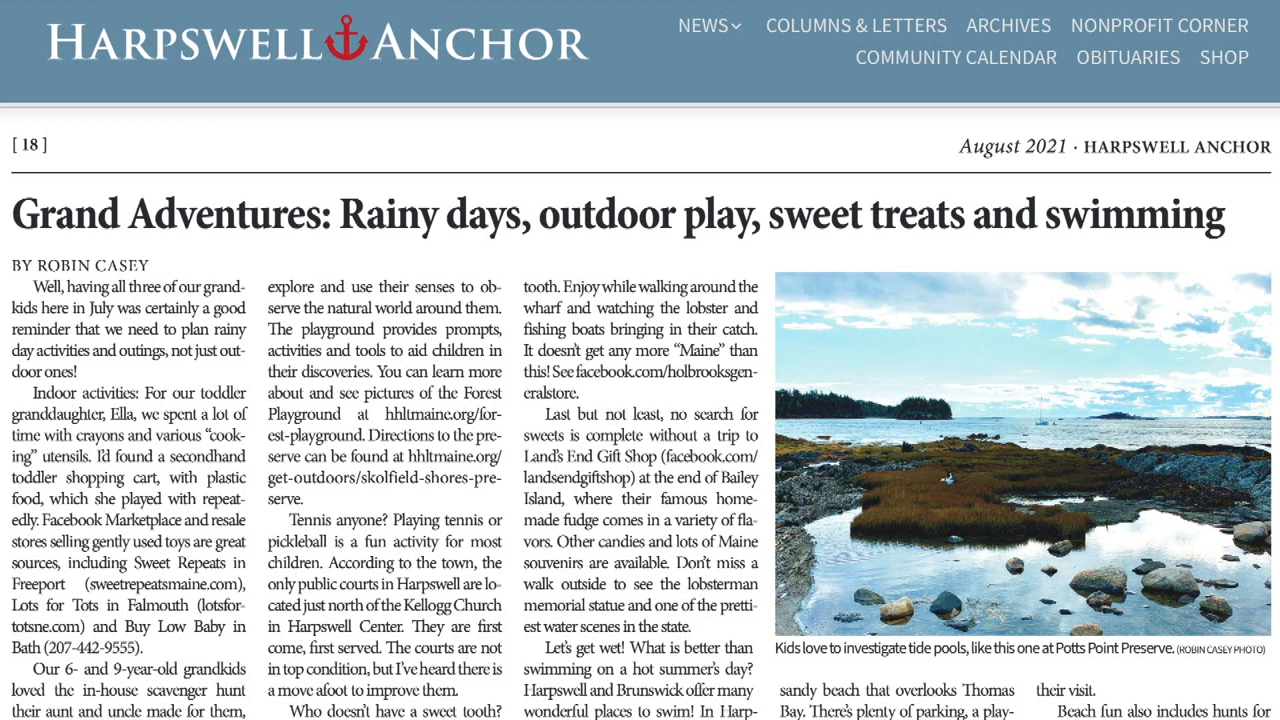 HARPSWELL ANCHOR
NEWS COLUMNS & LETTERS ARCHIVES NONPROFIT CORNER
COMMUNITY CALENDAR OBITUARIES SHOP
[ 18 ]
August 2021 · HARPSWELL ANCHOR
Grand Adventures: Rainy days, outdoor play, sweet treats and swimming
BY ROBIN CASEY
Well, having all three of our grand-
kids here in July was certainly a good
reminder that we need to plan rainy
day activities and outings, not just out-
door ones!
Indoor activities: For our toddler
granddaughter, Ella, we spent a lot of
time with crayons and various “cook-
ing” utensils. I’d found a secondhand
toddler shopping cart, with plastic
food, which she played with repeat-
edly. Facebook Marketplace and resale
stores selling gently used toys are great
sources, including Sweet Repeats in
Freeport (sweetrepeatsmaine.com),
Lots for Tots in Falmouth (lotsfor-
totsne.com) and Buy Low Baby in
Bath (207-442-9555).
Our 6- and 9-year-old grandkids
loved the in-house scavenger hunt
their aunt and uncle made for them,
explore and use their senses to ob-
serve the natural world around them.
The playground provides prompts,
activities and tools to aid children in
their discoveries. You can learn more
about and see pictures of the Forest
Playground at hhltmaine.org/for-
est-playground. Directions to the pre-
serve can be found at hhltmaine.org/
get-outdoors/skolfield-shores-pre-
serve.
Tennis anyone? Playing tennis or
pickleball is a fun activity for most
children. According to the town, the
only public courts in Harpswell are lo-
cated just north of the Kellogg Church
in Harpswell Center. They are first
come, first served. The courts are not
in top condition, but I’ve heard there is
a move afoot to improve them.
Who doesn’t have a sweet tooth?
tooth. Enjoy while walking around the
wharf and watching the lobster and
fishing boats bringing in their catch.
It doesn’t get any more “Maine” than
this! See facebook.com/holbrooksgen-
eralstore.
Last but not least, no search for
sweets is complete without a trip to
Land’s End Gift Shop (facebook.com/
landsendgiftshop) at the end of Bailey
Island, where their famous home-
made fudge comes in a variety of fla-
vors. Other candies and lots of Maine
souvenirs are available. Don’t miss a
walk outside to see the lobsterman
memorial statue and one of the pretti-
est water scenes in the state.
Let’s get wet! What is better than
swimming on a hot summer’s day?
Harpswell and Brunswick offer many
wonderful places to swim! In Harp-
Kids love to investigate tide pools, like this one at Potts Point Preserve. (ROBIN CASEY PHOTO)
sandy beach that overlooks Thomas
Bay. There’s plenty of parking, a play-
their visit.
Beach fun also includes hunts for